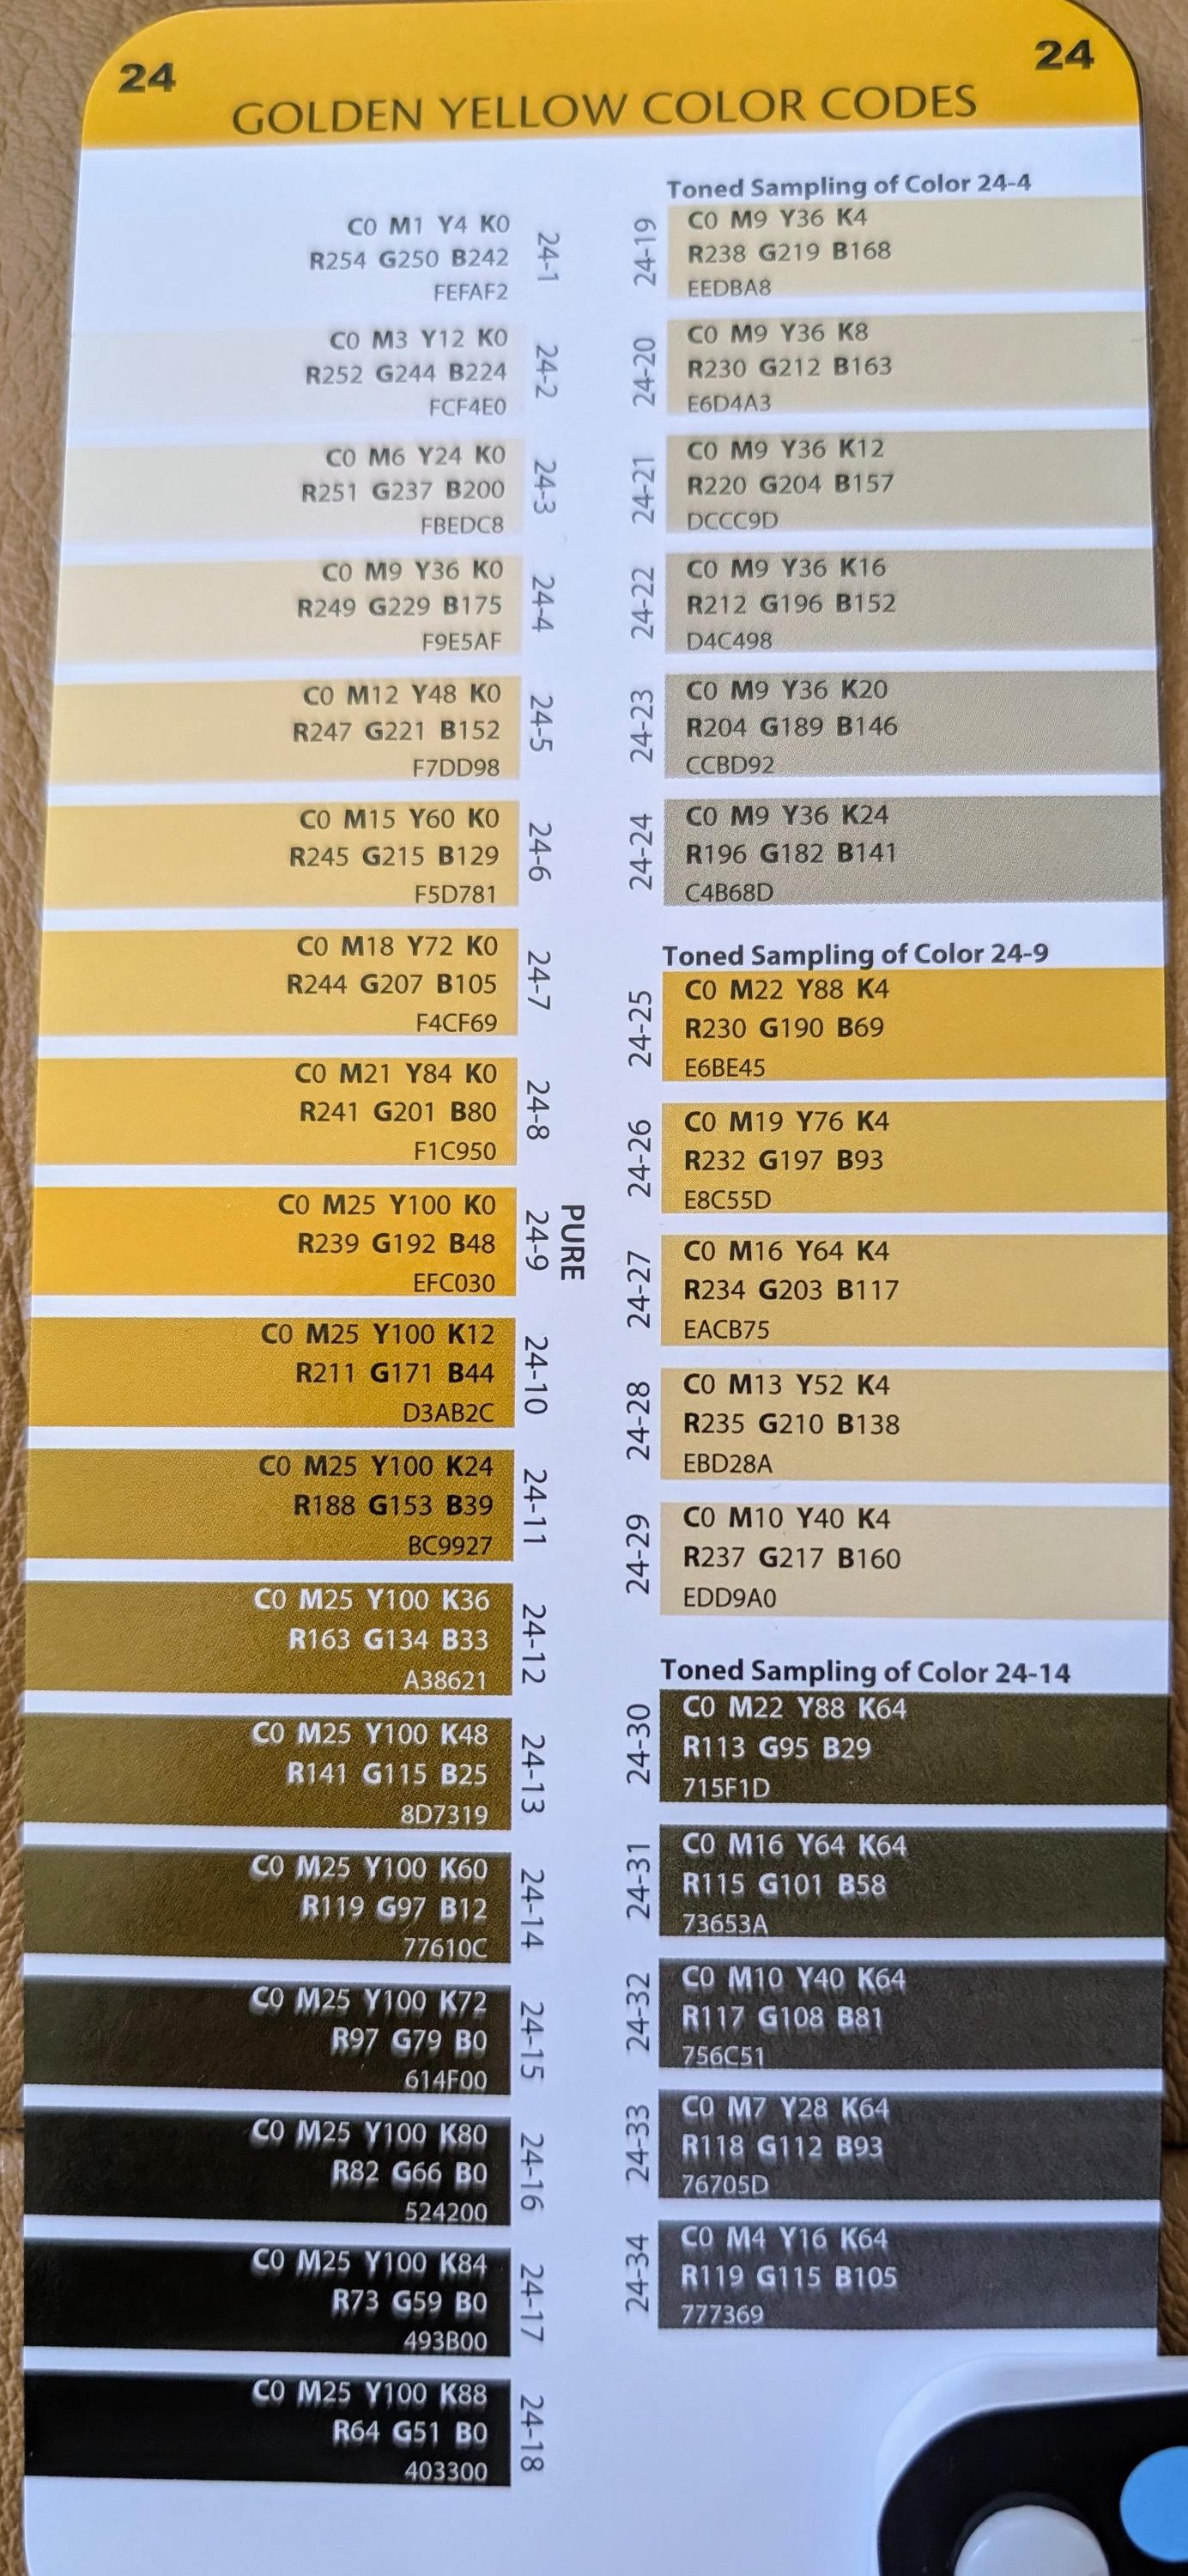 24
24
GOLDEN YELLOW COLOR CODES
C0 M1 Y4 K0
R254 G250 B242
FEFAF2
24-1
C0 M3 Y12 K0
R252 G244 B224
FCF4E0
24-2
C0 M6 Y24 K0
R251 G237 B200
FBEDC8
24-3
C0 M9 Y36 K0
R249 G229 B175
F9E5AF
24-4
C0 M12 Y48 K0
R247 G221 B152
F7DD98
24-5
C0 M15 Y60 K0
R245 G215 B129
F5D781
24-6
C0 M18 Y72 K0
R244 G207 B105
F4CF69
24-7
C0 M21 Y84 K0
R241 G201 B80
F1C950
24-8
C0 M25 Y100 K0
R239 G192 B48
EFC030
24-9
PURE
C0 M25 Y100 K12
R211 G171 B44
D3AB2C
24-10
C0 M25 Y100 K24
R188 G153 B39
BC9927
24-11
C0 M25 Y100 K36
R163 G134 B33
A38621
24-12
C0 M25 Y100 K48
R141 G115 B25
8D7319
24-13
C0 M25 Y100 K60
R119 G97 B12
77610C
24-14
C0 M25 Y100 K72
R97 G79 B0
614F00
24-15
C0 M25 Y100 K80
R82 G66 B0
524200
24-16
C0 M25 Y100 K84
R73 G59 B0
493B00
24-17
C0 M25 Y100 K88
R64 G51 B0
403300
24-18
Toned Sampling of Color 24-4
24-19
C0 M9 Y36 K4
R238 G219 B168
EEDBA8
24-20
C0 M9 Y36 K8
R230 G212 B163
E6D4A3
24-21
C0 M9 Y36 K12
R220 G204 B157
DCCC9D
24-22
C0 M9 Y36 K16
R212 G196 B152
D4C498
24-23
C0 M9 Y36 K20
R204 G189 B146
CCBD92
24-24
C0 M9 Y36 K24
R196 G182 B141
C4B68D
Toned Sampling of Color 24-9
24-25
C0 M22 Y88 K4
R230 G190 B69
E6BE45
24-26
C0 M19 Y76 K4
R232 G197 B93
E8C55D
24-27
C0 M16 Y64 K4
R234 G203 B117
EACB75
24-28
C0 M13 Y52 K4
R235 G210 B138
EBD28A
24-29
C0 M10 Y40 K4
R237 G217 B160
EDD9A0
Toned Sampling of Color 24-14
24-30
C0 M22 Y88 K64
R113 G95 B29
715F1D
24-31
C0 M16 Y64 K64
R115 G101 B58
73653A
24-32
C0 M10 Y40 K64
R117 G108 B81
756C51
24-33
C0 M7 Y28 K64
R118 G112 B93
76705D
24-34
C0 M4 Y16 K64
R119 G115 B105
777369